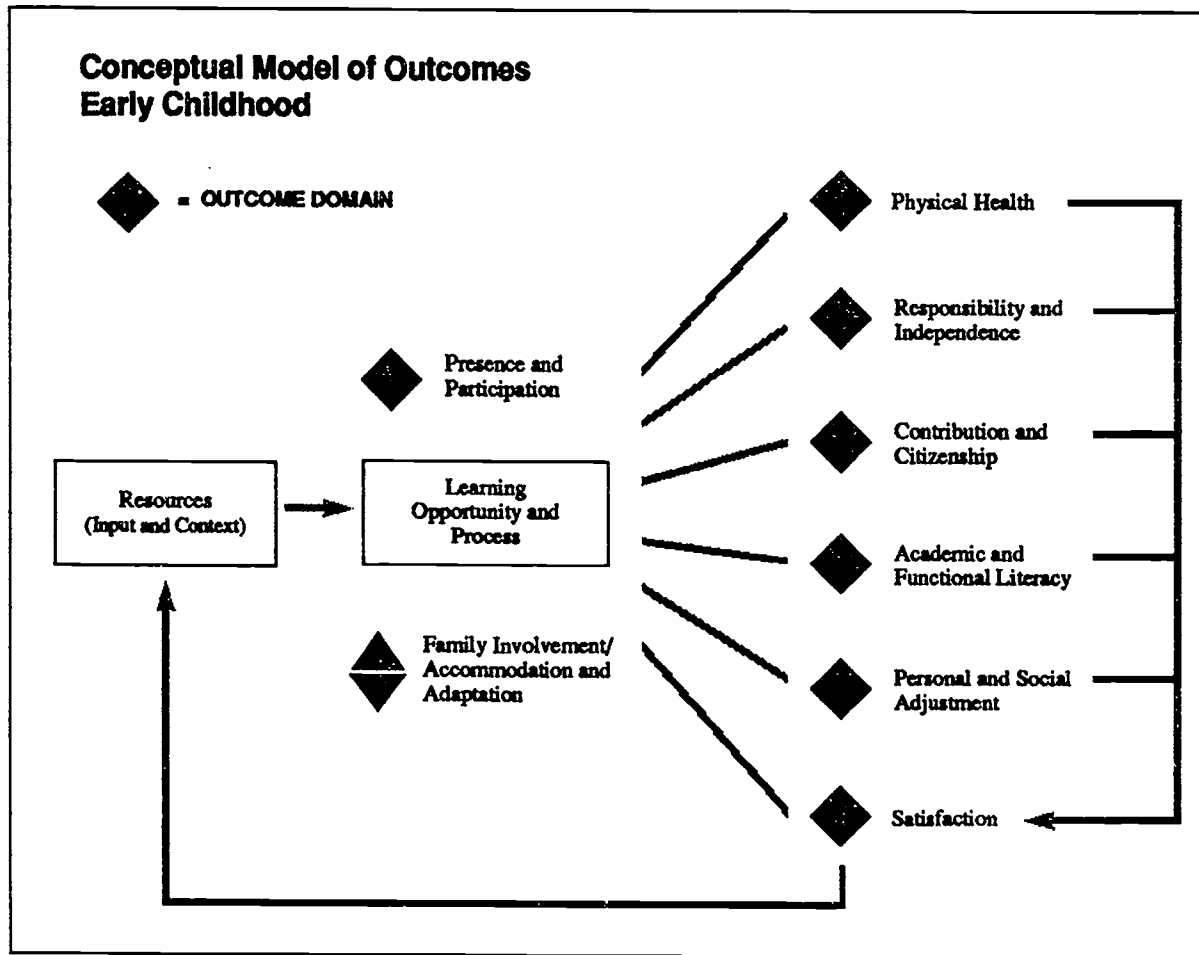 Conceptual Model of Outcomes
Early Childhood
= OUTCOME DOMAIN
Presence and
Participation
Resources
(Input and Context)
Learning
Opportunity and
Process
Family Involvement/
Accommodation and
Adaptation
Physical Health
Responsibility and
Independence
Contribution and
Citizenship
Academic and
Functional Literacy
Personal and Social
Adjustment
Satisfaction